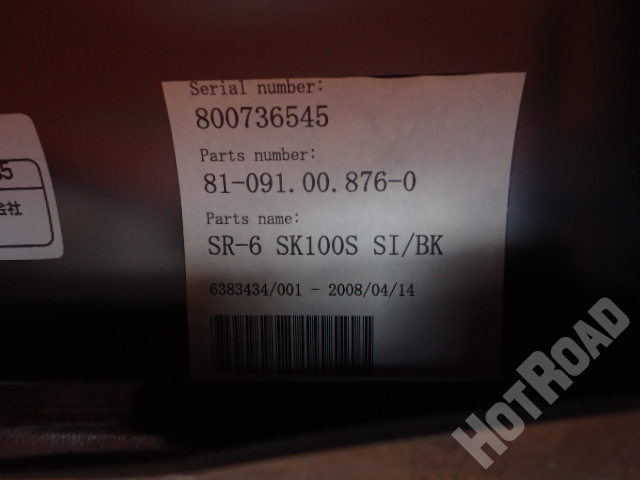 Serial number:
800736545
Parts number:
81-091.00.876-0
Parts name:
SR-6 SK100S SI/BK
6383434/001 - 2008/04/14
5
会社
HOTROAD